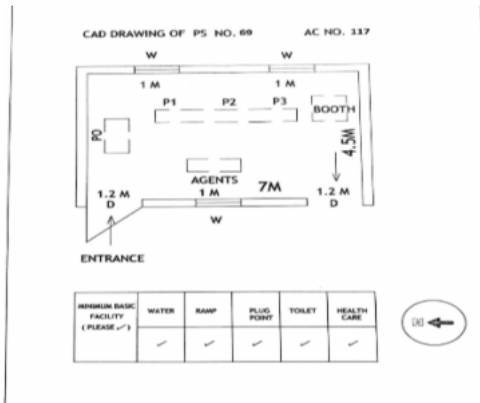 CAD DRAWING OF PS NO. 69 AC NO. 117
W W
1 M 1 M
P1 P2 P3 BOOTH
PO
4.5M
AGENTS
1.2 M 1 M 7M 1.2 M
D D
W
ENTRANCE
MINIMUM BASIC FACILITY ( PLEASE ✓ ) WATER RAMP PLUG POINT TOILET HEALTH CARE
✓ ✓ ✓ ✓ ✓